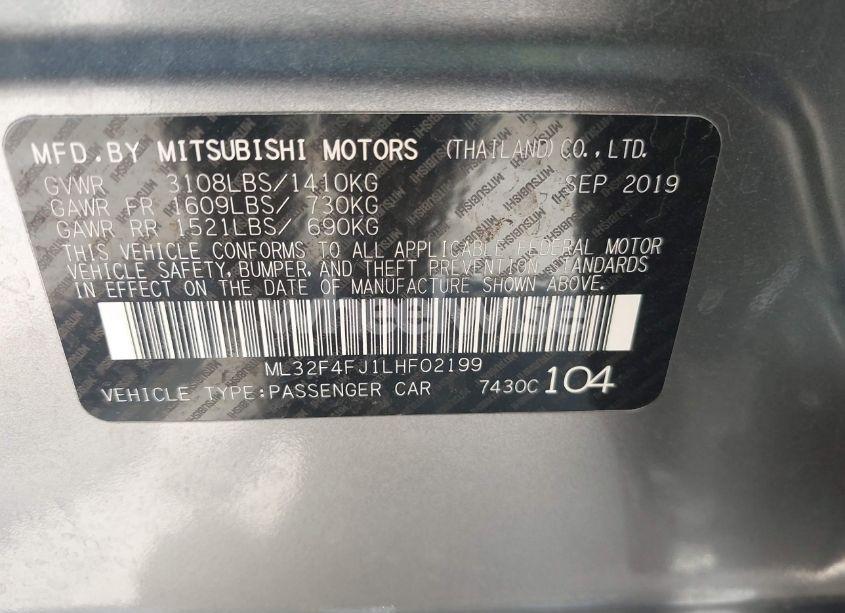 MFD.BY MITSUBISHI MOTORS (THAILAND) CO.,LTD.
GVWR 3108LBS/1410KG SEP 2019
GAWR FR 1609LBS/ 730KG
GAWR RR 1521LBS/ 690KG
THIS VEHICLE CONFORMS TO ALL APPLICABLE FEDERAL MOTOR
VEHICLE SAFETY, BUMPER, AND THEFT PREVENTION STANDARDS
IN EFFECT ON THE DATE OF MANUFACTURE SHOWN ABOVE.
ML32F4FJ1LHF02199
VEHICLE TYPE:PASSENGER CAR 7430C 104